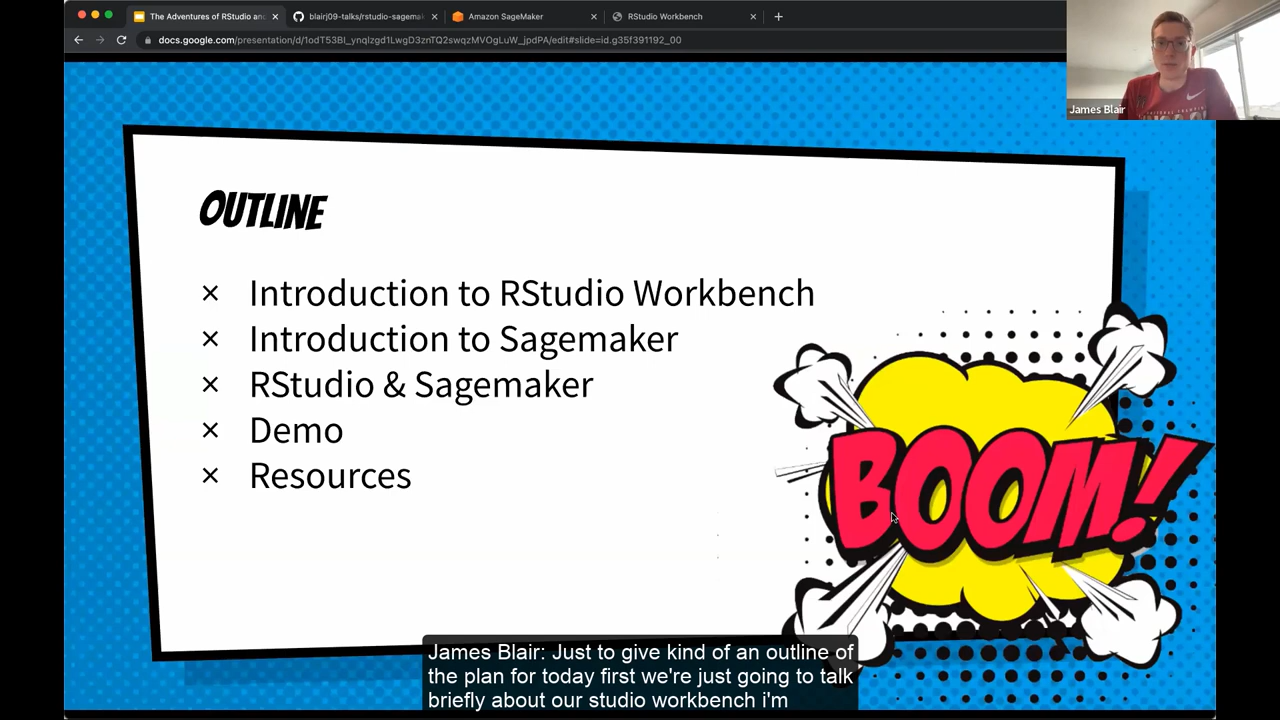 The Adventures of RStudio and
blairj09-talks/rstudio-sagemak
Amazon SageMaker
RStudio Workbench
docs.google.com/presentation/d/1odT53BI_ynqlzgd1LwgD3znTQ2swqzMVOgLuW_jpdPA/edit#slide=id.g35f391192_00
James Blair
OUTLINE
× Introduction to RStudio Workbench
× Introduction to Sagemaker
× RStudio & Sagemaker
× Demo
× Resources
BOOM!
James Blair: Just to give kind of an outline of
the plan for today first we're just going to talk
briefly about our studio workbench i'm